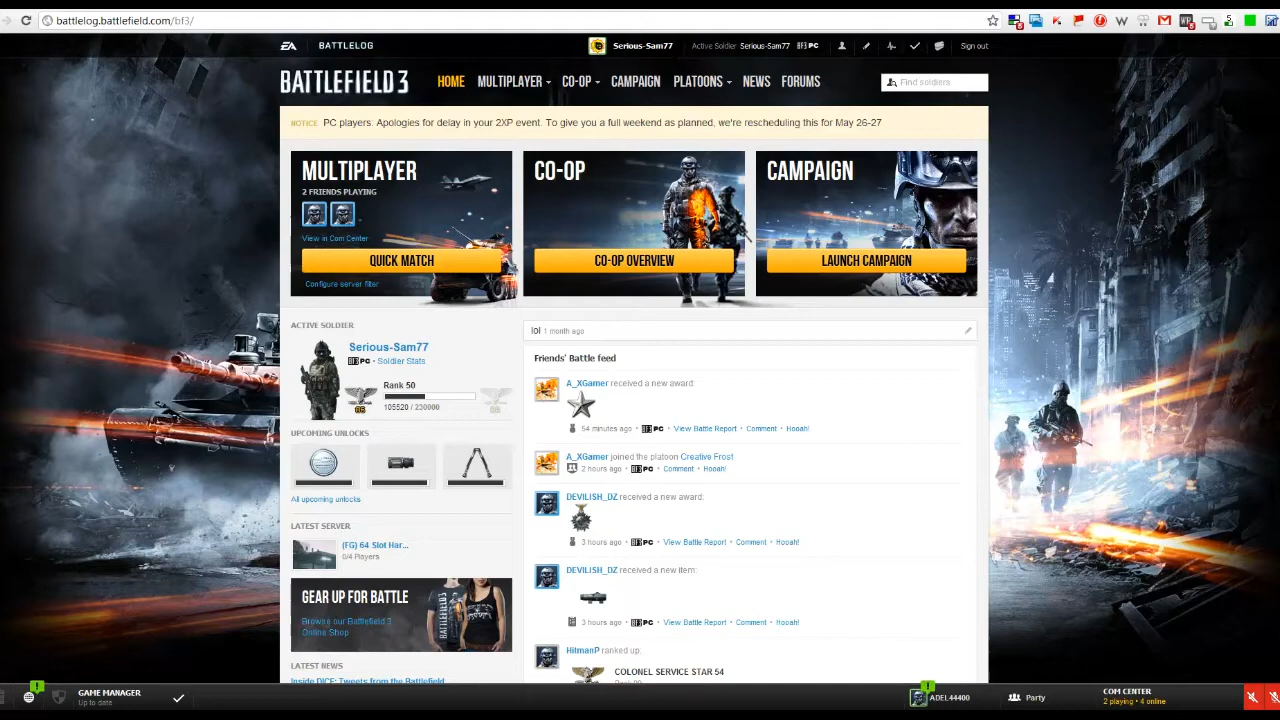 battlelog.battlefield.com/bf3/
EA BATTLELOG
Serious-Sam77
Active Soldier Serious-Sam77 BF3 PC
Sign out
BATTLEFIELD 3
HOME MULTIPLAYER CO-OP CAMPAIGN PLATOONS NEWS FORUMS
Find soldiers
NOTICE PC players. Apologies for delay in your 2XP event. To give you a full weekend as planned, we're rescheduling this for May 26-27
MULTIPLAYER
2 FRIENDS PLAYING
View in Com Center
QUICK MATCH
Configure server filter
CO-OP
CO-OP OVERVIEW
CAMPAIGN
LAUNCH CAMPAIGN
ACTIVE SOLDIER
Serious-Sam77
BF3 PC • Soldier Stats
Rank 50
105520 / 230000
UPCOMING UNLOCKS
All upcoming unlocks
LATEST SERVER
(FG) 64 Slot Har...
0/4 Players
GEAR UP FOR BATTLE
Browse our Battlefield 3
Online Shop
LATEST NEWS
Inside DICE: Tweets from the Battlefield
lol 1 month ago
Friends' Battle feed
A_XGamer received a new award:
54 minutes ago • BF3 PC • View Battle Report • Comment • Hooah!
A_XGamer joined the platoon Creative Frost
2 hours ago • BF3 PC • Comment • Hooah!
DEVILISH_DZ received a new award:
3 hours ago • BF3 PC • View Battle Report • Comment • Hooah!
DEVILISH_DZ received a new item:
3 hours ago • BF3 PC • View Battle Report • Comment • Hooah!
HitmanP ranked up:
COLONEL SERVICE STAR 54
GAME MANAGER
Up to date
ADEL44400
Party
COM CENTER
2 playing • 4 online